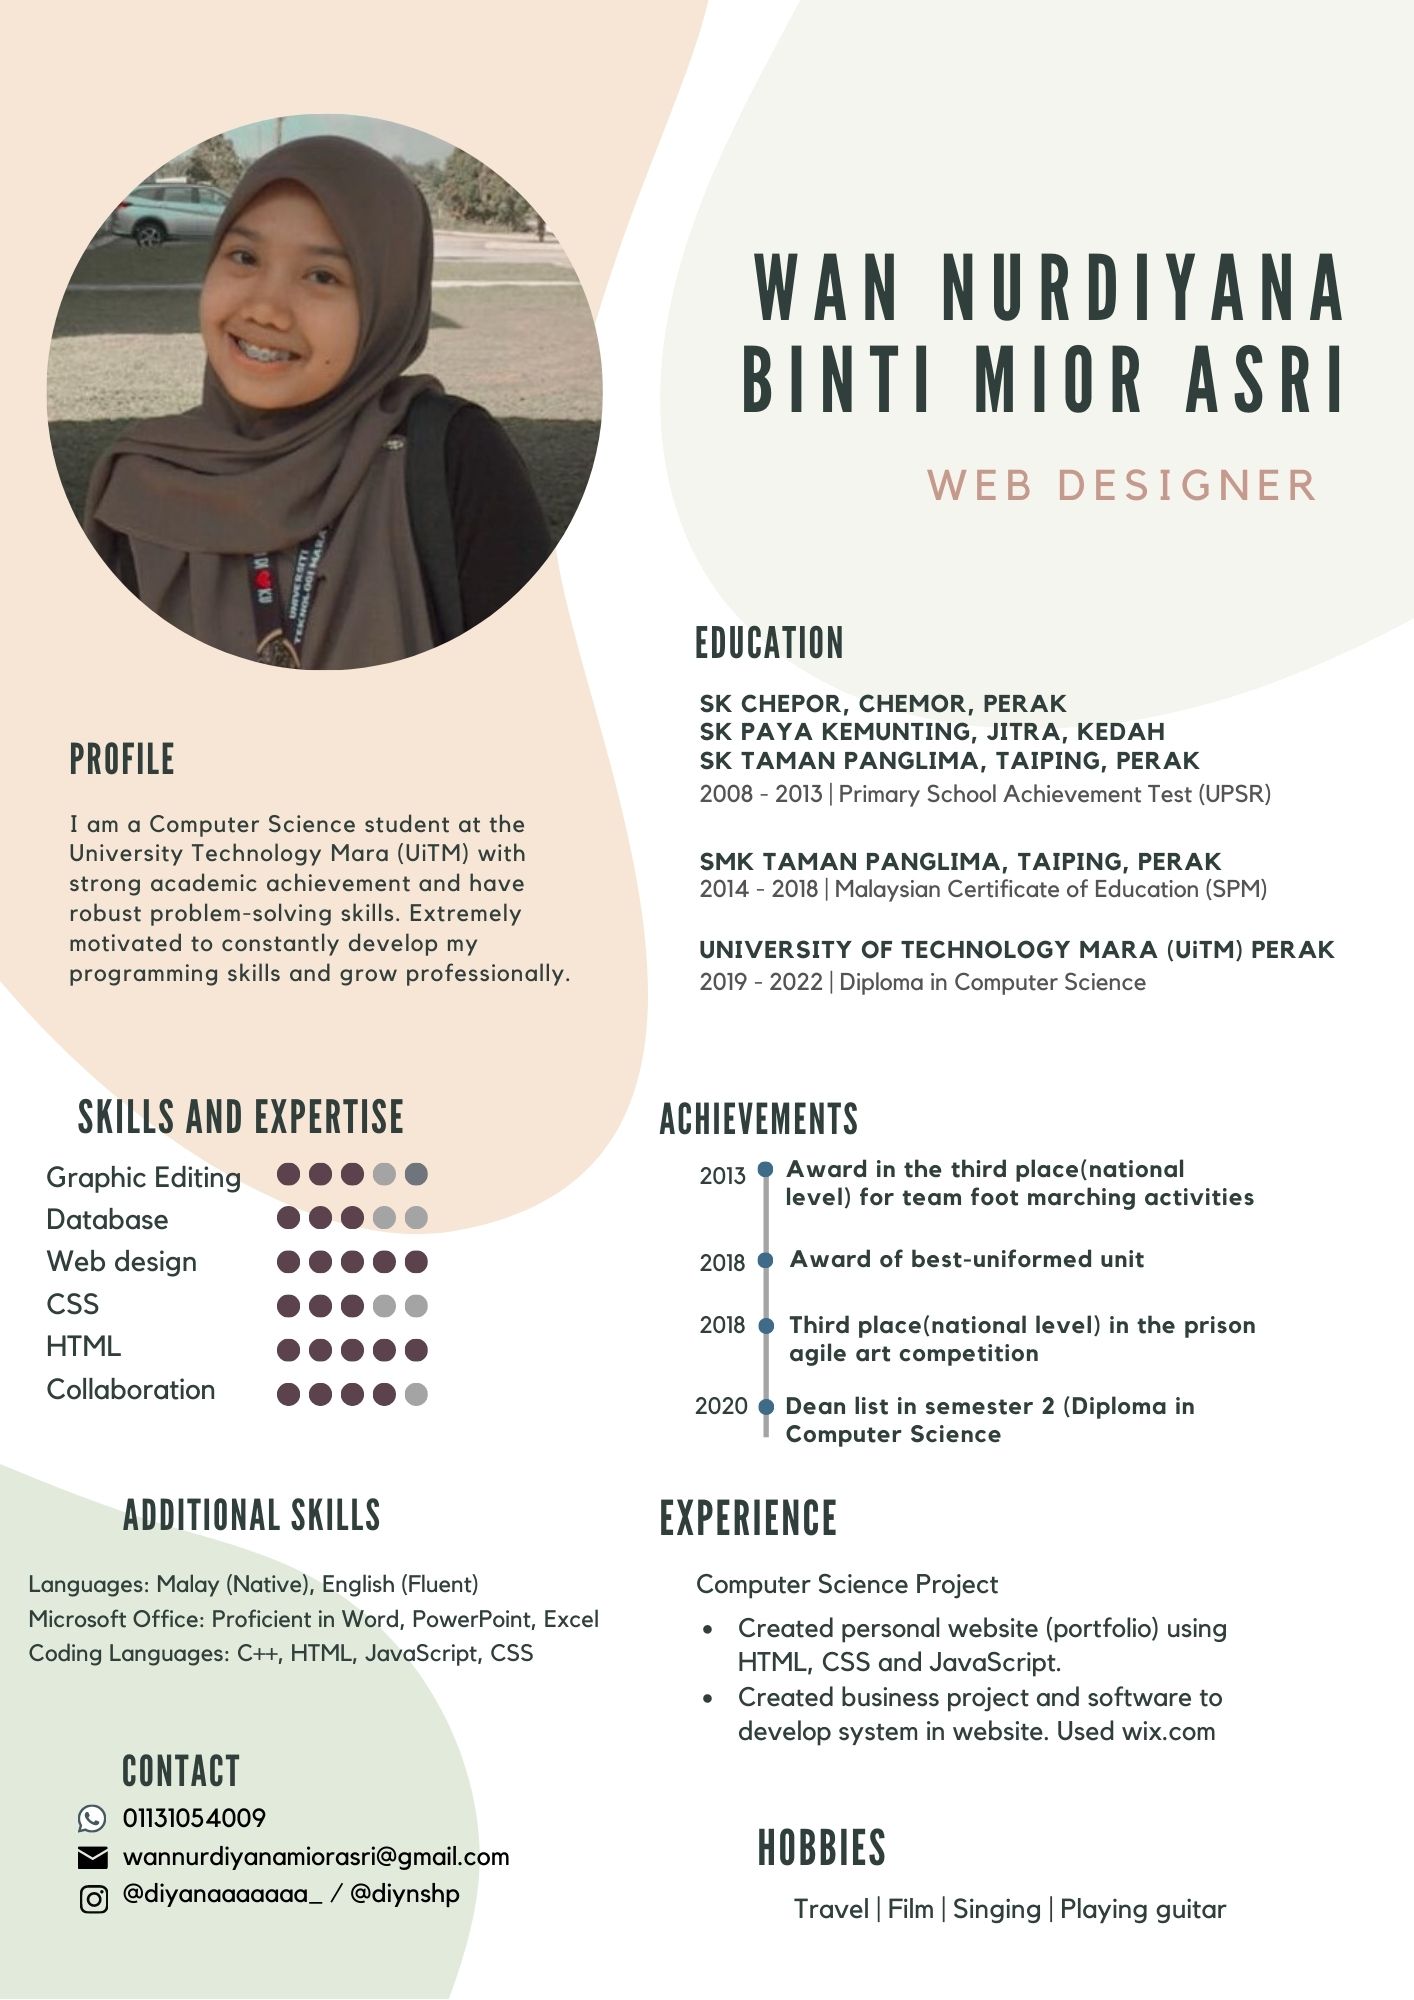 WAN NURDIYANA
BINTI MIOR ASRI
WEB DESIGNER
UNIVERSITI
TEKNOLOGI MARA
PROFILE
I am a Computer Science student at the
University Technology Mara (UiTM) with
strong academic achievement and have
robust problem-solving skills. Extremely
motivated to constantly develop my
programming skills and grow professionally.
EDUCATION
SK CHEPOR, CHEMOR, PERAK
SK PAYA KEMUNTING, JITRA, KEDAH
SK TAMAN PANGLIMA, TAIPING, PERAK
2008 - 2013 | Primary School Achievement Test (UPSR)
SMK TAMAN PANGLIMA, TAIPING, PERAK
2014 - 2018 | Malaysian Certificate of Education (SPM)
UNIVERSITY OF TECHNOLOGY MARA (UiTM) PERAK
2019 - 2022 | Diploma in Computer Science
SKILLS AND EXPERTISE
Graphic Editing
Database
Web design
CSS
HTML
Collaboration
ACHIEVEMENTS
2013 Award in the third place(national
level) for team foot marching activities
2018 Award of best-uniformed unit
2018 Third place(national level) in the prison
agile art competition
2020 Dean list in semester 2 (Diploma in
Computer Science
ADDITIONAL SKILLS
Languages: Malay (Native), English (Fluent)
Microsoft Office: Proficient in Word, PowerPoint, Excel
Coding Languages: C++, HTML, JavaScript, CSS
EXPERIENCE
Computer Science Project
• Created personal website (portfolio) using
HTML, CSS and JavaScript.
• Created business project and software to
develop system in website. Used wix.com
CONTACT
01131054009
wannurdiyanamiorasri@gmail.com
@diyanaaaaaaa_ / @diynshp
HOBBIES
Travel | Film | Singing | Playing guitar